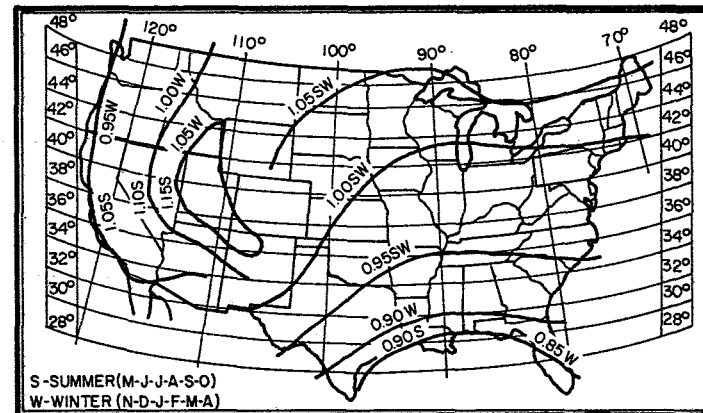 48° 120° 110° 100° 90° 80° 70° 48°
46° 46°
44° 44°
42° 42°
40° 40°
38° 38°
36° 36°
34° 34°
32° 32°
30° 30°
28° 28°
0.95W
1.00W
1.05W
1.05S
1.10S
1.15S
1.05SW
1.00SW
0.95SW
0.90W
0.90S
0.85W
S-SUMMER(M-J-J-A-S-O)
W-WINTER (N-D-J-F-M-A)